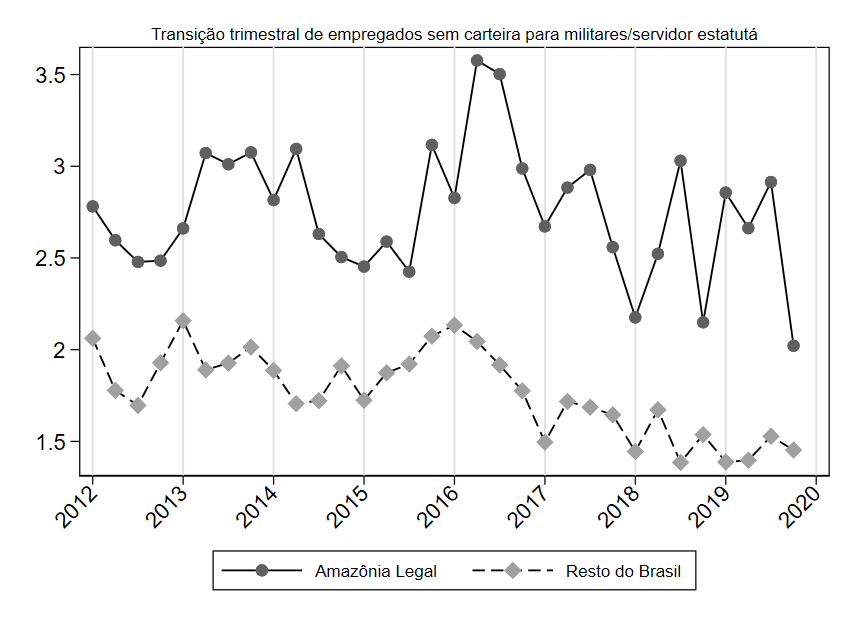 Transição trimestral de empregados sem carteira para militares/servidor estatutá
3.5
3
2.5
2
1.5
2012 2013 2014 2015 2016 2017 2018 2019 2020
Amazônia Legal Resto do Brasil